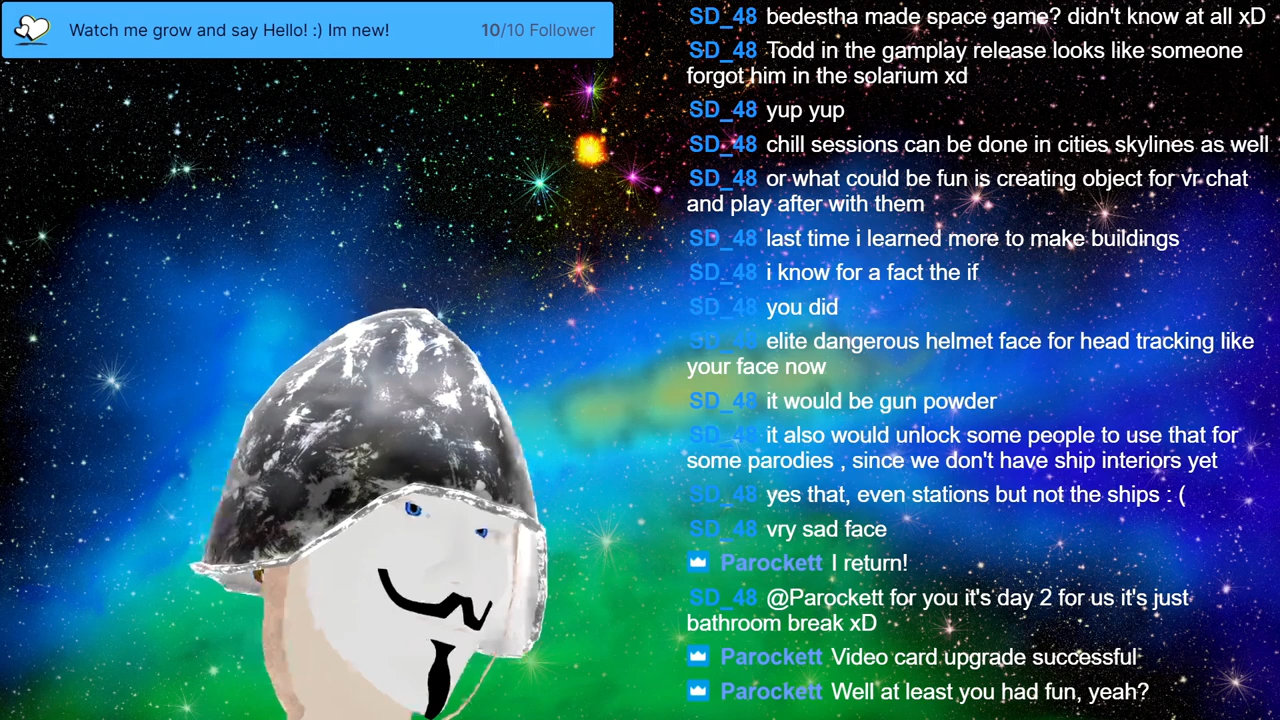 Watch me grow and say Hello! :) Im new!
10/10 Follower
SD_48 bedestha made space game? didn't know at all xD
SD_48 Todd in the gamplay release looks like someone
forgot him in the solarium xd
SD_48 yup yup
SD_48 chill sessions can be done in cities skylines as well
SD_48 or what could be fun is creating object for vr chat
and play after with them
SD_48 last time i learned more to make buildings
SD_48 i know for a fact the if
SD_48 you did
SD_48 elite dangerous helmet face for head tracking like
your face now
SD_48 it would be gun powder
SD_48 it also would unlock some people to use that for
some parodies , since we don't have ship interiors yet
SD_48 yes that, even stations but not the ships : (
SD_48 vry sad face
Parockett I return!
SD_48 @Parockett for you it's day 2 for us it's just
bathroom break xD
Parockett Video card upgrade successful
Parockett Well at least you had fun, yeah?